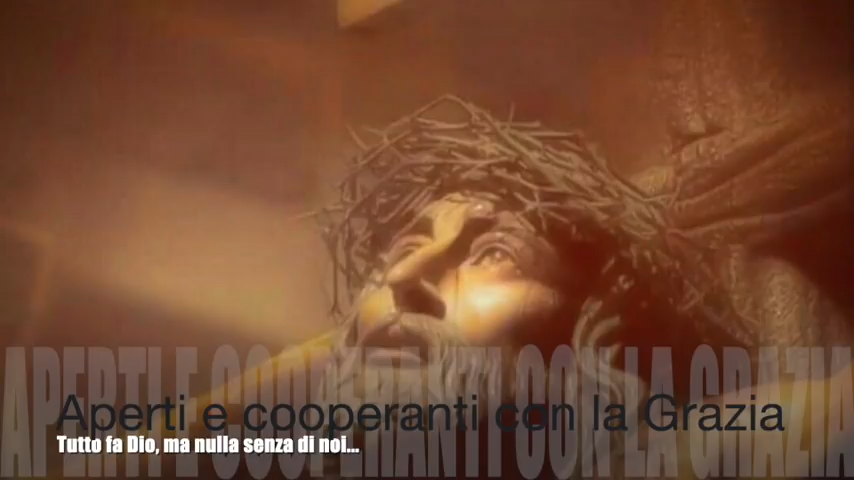 APERTI E COOPERANTI CON LA GRAZIA
Aperti e cooperanti con la Grazia
Tutto fa Dio, ma nulla senza di noi...